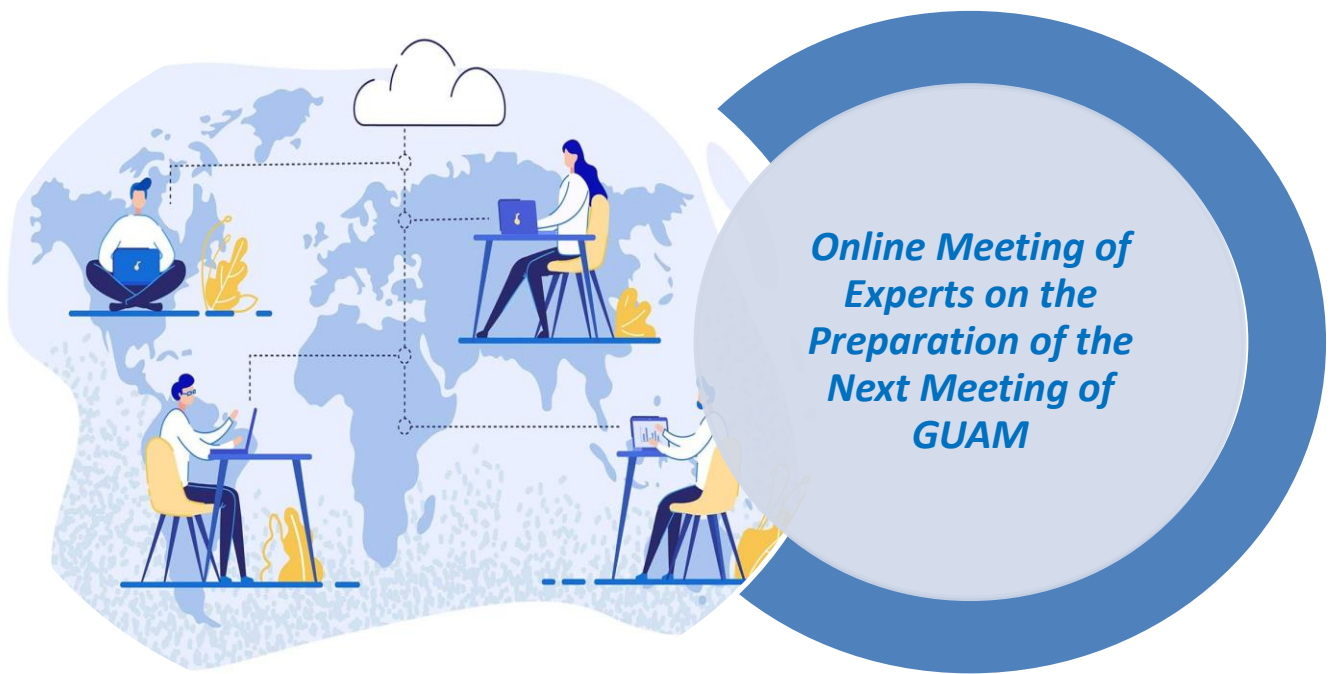 Online Meeting of
Experts on the
Preparation of the
Next Meeting of
GUAM